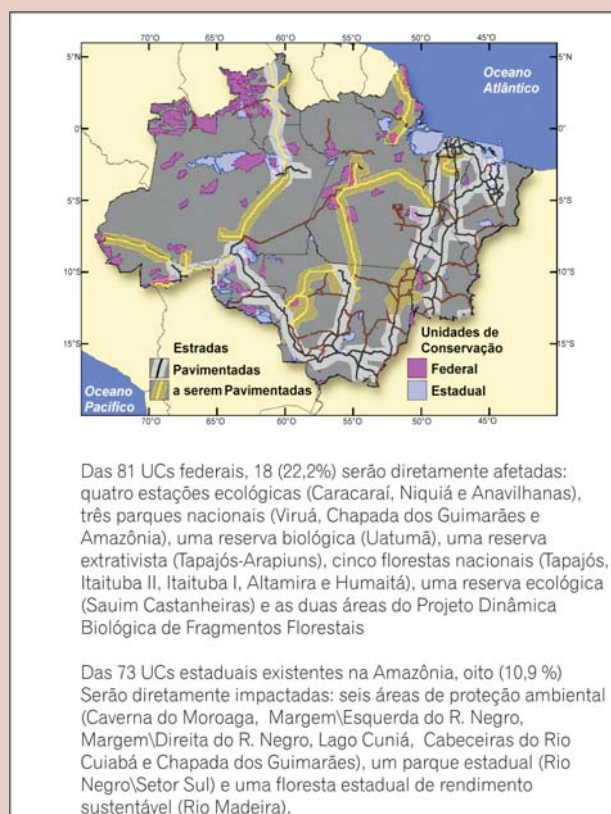 70°O 65°O 60°O 55°O 50°O 45°O
5°N 5°N
Oceano
Atlântico
0° 0°
5°S 5°S
10°S 10°S
15°S 15°S
Estradas
Pavimentadas
a serem Pavimentadas
Unidades de
Conservação
Federal
Estadual
Oceano
Pacífico
70°O 65°O 60°O 55°O 50°O 45°O
Das 81 UCs federais, 18 (22,2%) serão diretamente afetadas:
quatro estações ecológicas (Caracaraí, Niquiá e Anavilhanas),
três parques nacionais (Viruá, Chapada dos Guimarães e
Amazônia), uma reserva biológica (Uatumã), uma reserva
extrativista (Tapajós-Arapiuns), cinco florestas nacionais (Tapajós,
Itaituba II, Itaituba I, Altamira e Humaitá), uma reserva ecológica
(Sauim Castanheiras) e as duas áreas do Projeto Dinâmica
Biológica de Fragmentos Florestais
Das 73 UCs estaduais existentes na Amazônia, oito (10,9 %)
Serão diretamente impactadas: seis áreas de proteção ambiental
(Caverna do Moroaga, Margem\Esquerda do R. Negro,
Margem\Direita do R. Negro, Lago Cuniá, Cabeceiras do Rio
Cuiabá e Chapada dos Guimarães), um parque estadual (Rio
Negro\Setor Sul) e uma floresta estadual de rendimento
sustentável (Rio Madeira).